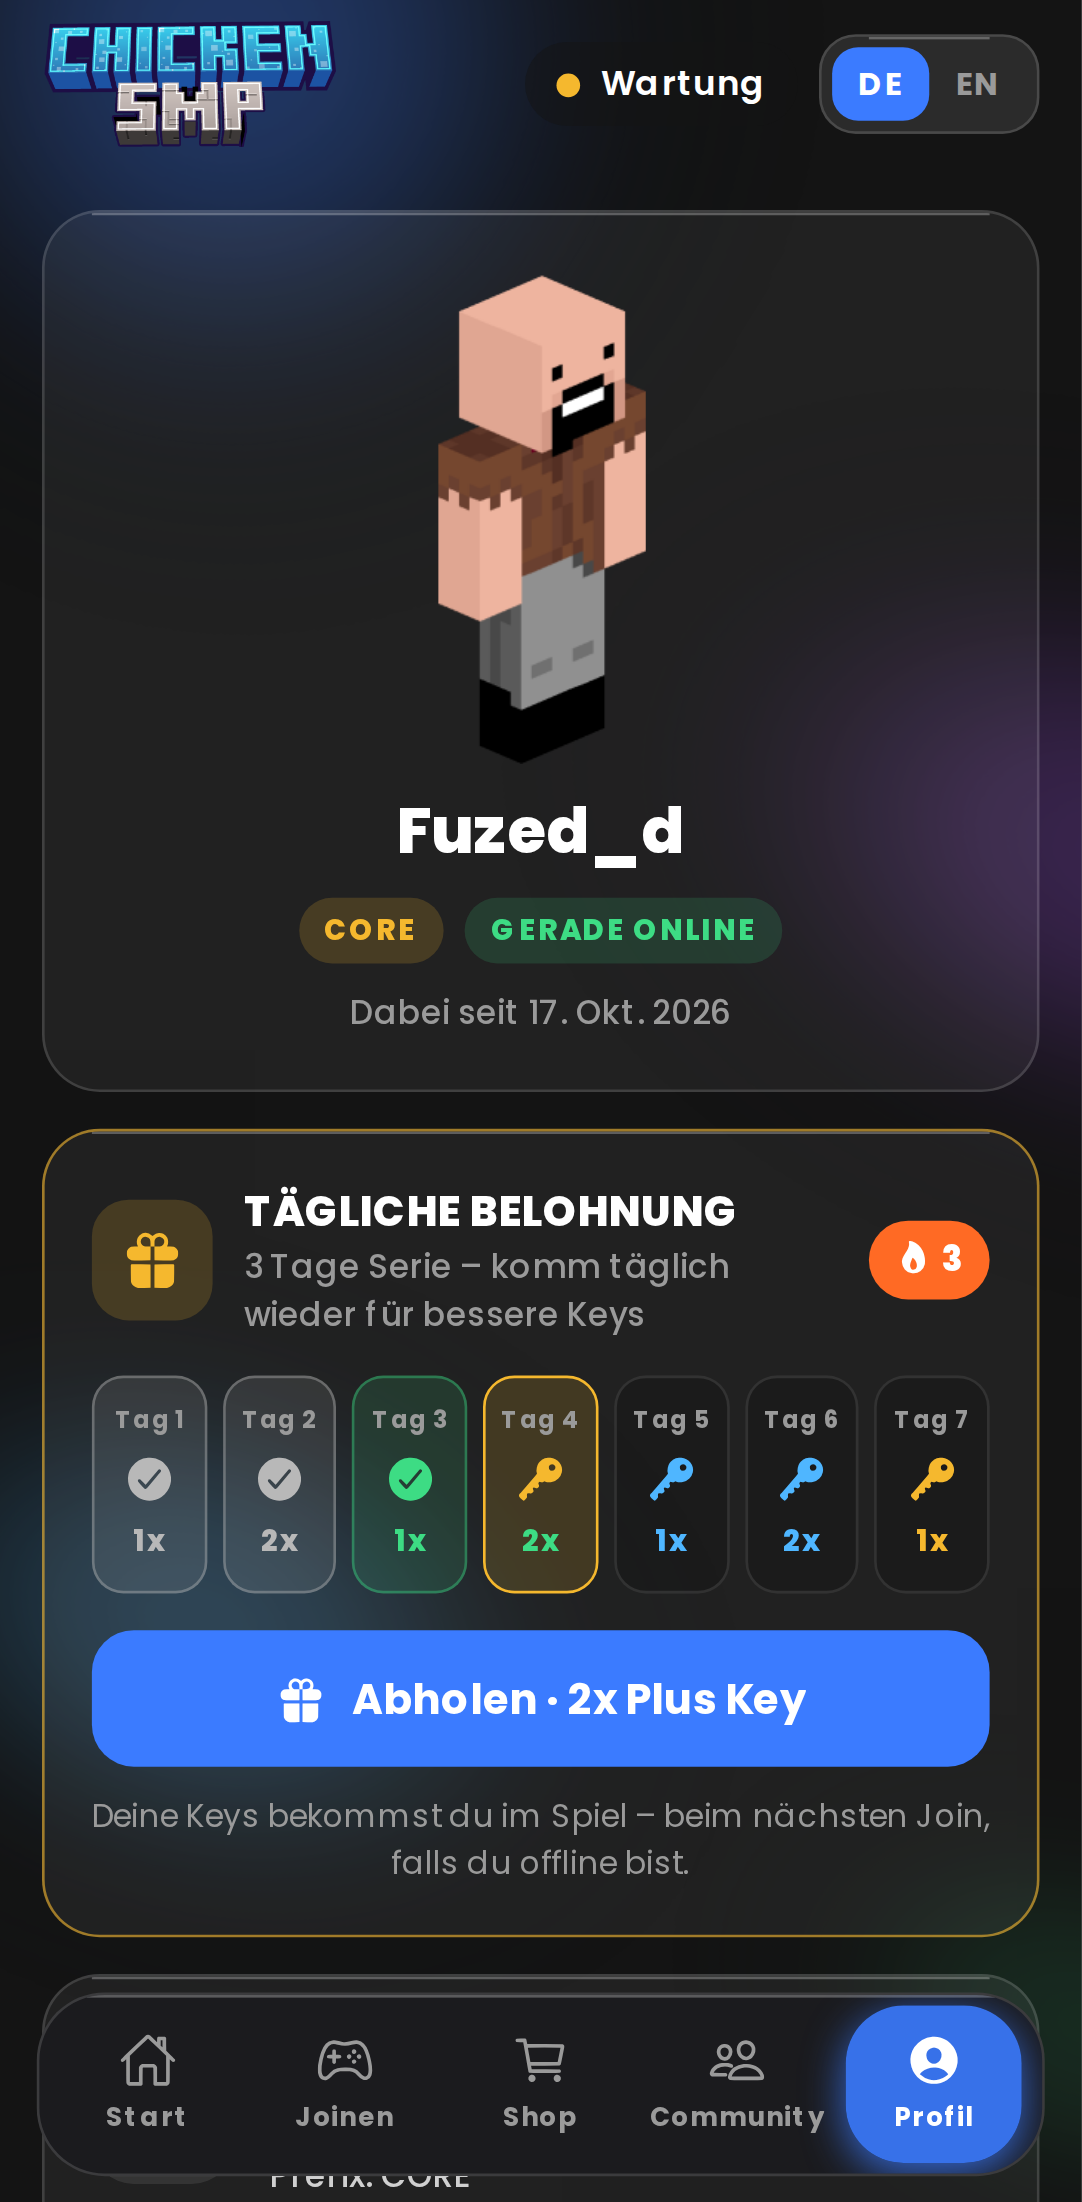 CHICKEN
SMP
Wartung
DE EN
Fuzed_d
CORE GERADE ONLINE
Dabei seit 17. Okt. 2026
TÄGLICHE BELOHNUNG
3 Tage Serie – komm täglich
wieder für bessere Keys
3
Tag 1 Tag 2 Tag 3 Tag 4 Tag 5 Tag 6 Tag 7
1x 2x 1x 2x 1x 2x 1x
Abholen · 2x Plus Key
Deine Keys bekommst du im Spiel – beim nächsten Join,
falls du offline bist.
Start Joinen Shop Community Profil
Prefix: CORE